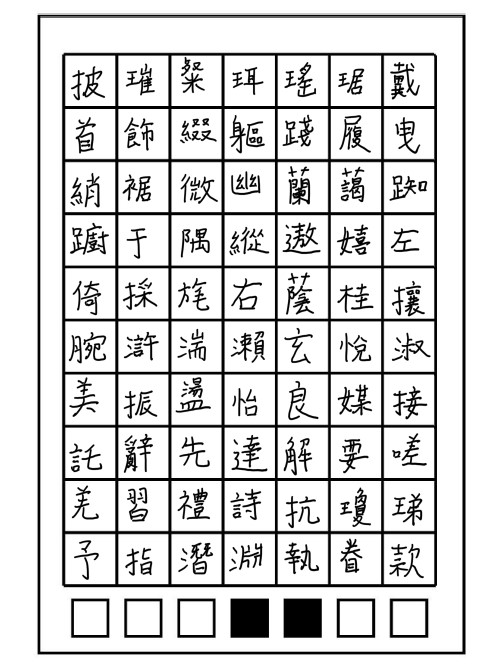 披璀粲珥瑤琚戴
首飾綴軀踐履曳
綃裾微幽蘭藹踟
躕于隅縱遨嬉左
倚採旄右蔭桂攘
腕滸湍瀨玄悅淑
美振盪怡良媒接
託辭先達解要嗟
羌習禮詩抗瓊珶
予指潛淵執眷款